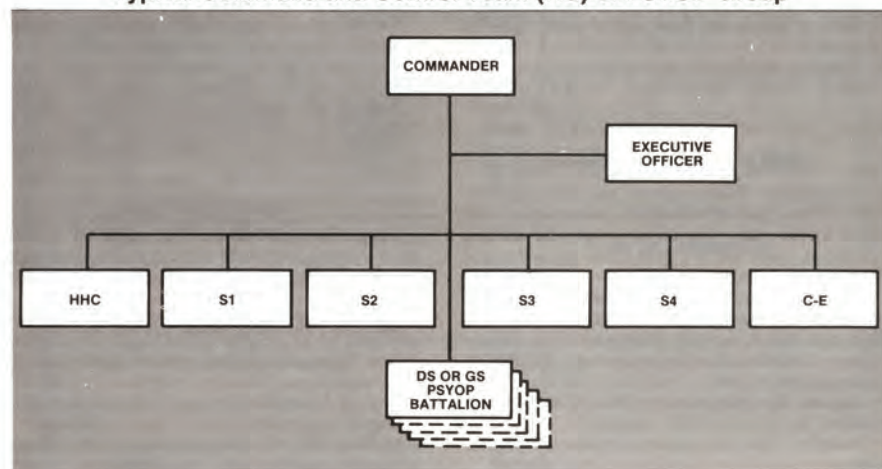 COMMANDER
EXECUTIVE
OFFICER
HHC
S1
S2
S3
S4
C-E
DS OR GS
PSYOP
BATTALION